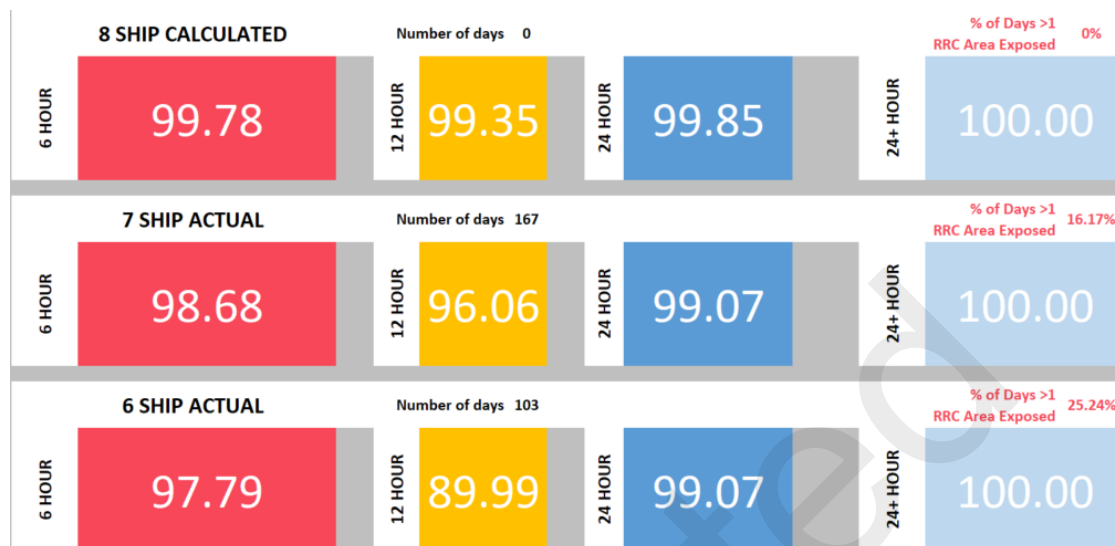 8 SHIP CALCULATED Number of days 0 % of Days >1
RRC Area Exposed 0%
6 HOUR 99.78 12 HOUR 99.35 24 HOUR 99.85 24+ HOUR 100.00
7 SHIP ACTUAL Number of days 167 % of Days >1
RRC Area Exposed 16.17%
6 HOUR 98.68 12 HOUR 96.06 24 HOUR 99.07 24+ HOUR 100.00
6 SHIP ACTUAL Number of days 103 % of Days >1
RRC Area Exposed 25.24%
6 HOUR 97.79 12 HOUR 89.99 24 HOUR 99.07 24+ HOUR 100.00
ted